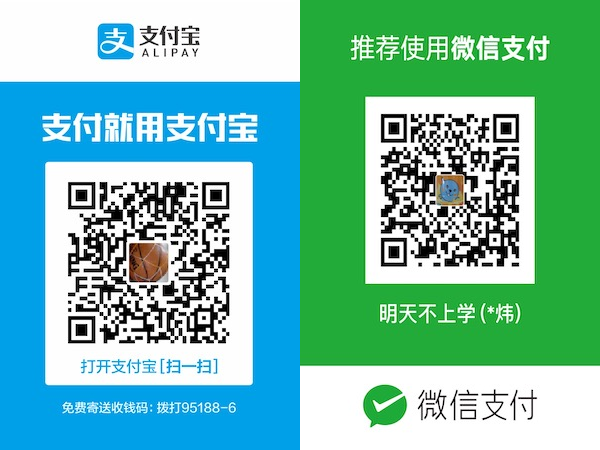 支付宝
ALIPAY
支付就用支付宝
打开支付宝[扫一扫]
免费寄送收钱码：拨打95188-6
推荐使用微信支付
明天不上学(*炜)
微信支付